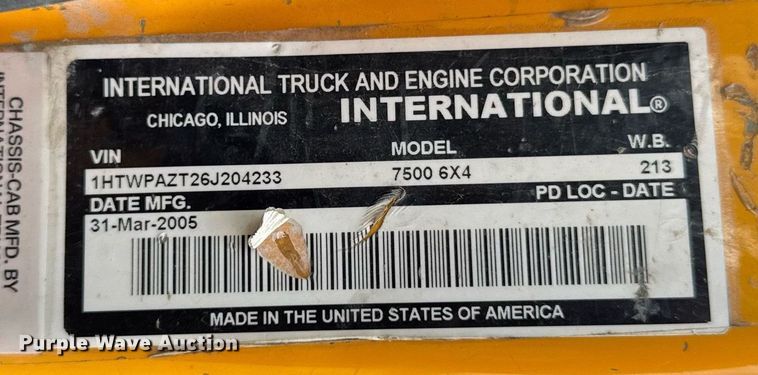 INTERNATIONAL TRUCK AND ENGINE CORPORATION
CHICAGO, ILLINOIS INTERNATIONAL®
VIN MODEL W.B.
1HTWPAZT26J204233 7500 6X4 213
DATE MFG. PD LOC - DATE
31-Mar-2005
MADE IN THE UNITED STATES OF AMERICA
CHASSIS-CAB MFD. BY
Purple Wave Auction